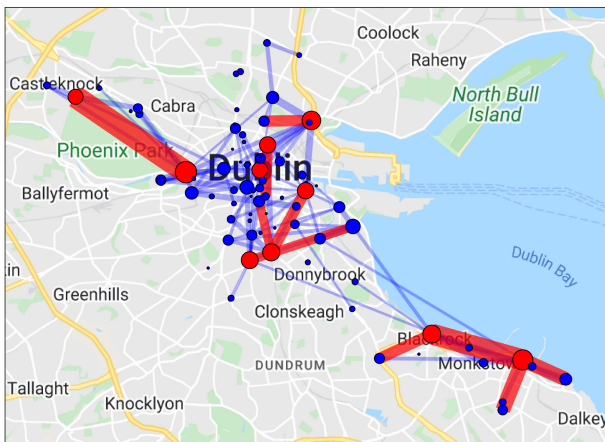 Coolock
Raheny
Castleknock
Cabra
North Bull
Island
Phoenix Park
Dublin
Ballyfermot
Dublin Bay
Donnybrook
Greenhills
Clonskeagh
Blackrock
DUNDRUM
Monkstow
Tallaght
Knocklyon
Dalkey